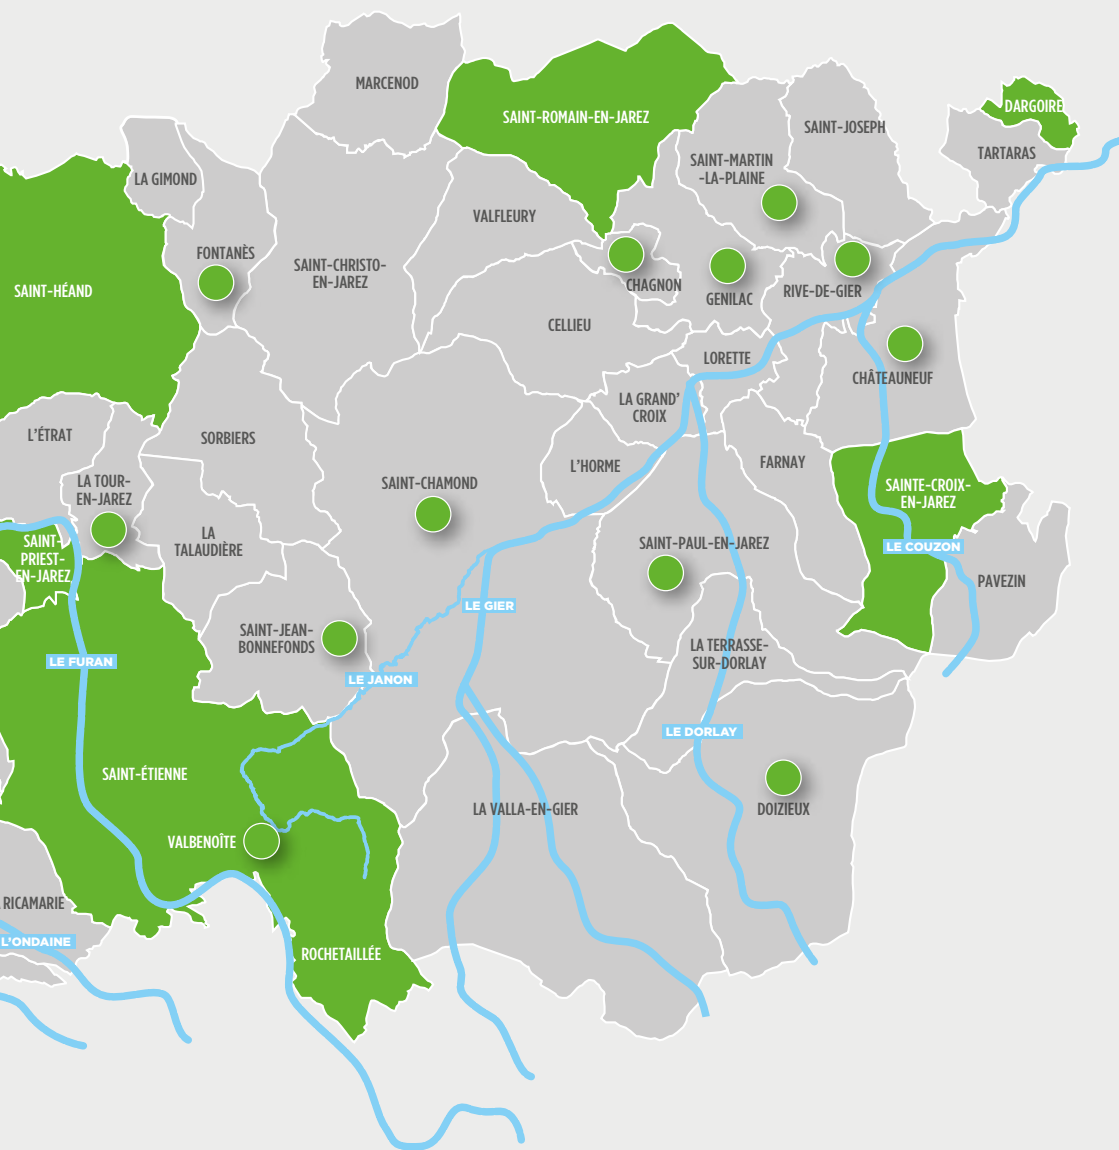 MARCENOD
SAINT-ROMAIN-EN-JAREZ
DARGOIRE
SAINT-JOSEPH
TARTARAS
SAINT-MARTIN
-LA-PLAINE
LA GIMOND
VALFLEURY
FONTANÈS
SAINT-CHRISTO-
EN-JAREZ
SAINT-HÉAND
CHAGNON
GENILAC
RIVE-DE-GIER
CELLIEU
LORETTE
CHÂTEAUNEUF
LA GRAND'
CROIX
L'ÉTRAT
SORBIERS
L'HORME
FARNAY
LA TOUR-
EN-JAREZ
SAINT-CHAMOND
SAINTE-CROIX-
EN-JAREZ
SAINT-
PRIEST-
EN-JAREZ
LA
TALAUDIÈRE
SAINT-PAUL-EN-JAREZ
LE COUZON
PAVEZIN
LE GIER
SAINT-JEAN-
BONNEFONDS
LA TERRASSE-
SUR-DORLAY
LE FURAN
LE JANON
LE DORLAY
SAINT-ÉTIENNE
LA VALLA-EN-GIER
DOIZIEUX
VALBENOÎTE
RICAMARIE
L'ONDAINE
ROCHETAILLÉE